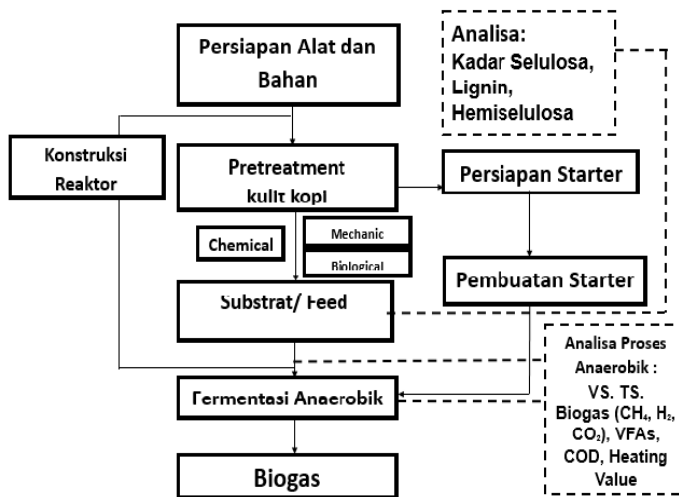 Persiapan Alat dan
Bahan
Analisa:
Kadar Selulosa,
Lignin,
Hemiselulosa
Konstruksi
Reaktor
Pretreatment
kulit kopi
Persiapan Starter
Chemical
Mechanic
Biological
Pembuatan Starter
Substrat/ Feed
Analisa Proses
Anaerobik :
VS. TS.
Biogas (CH₄, H₂,
CO₂), VFAs,
COD, Heating
Value
Fermentasi Anaerobik
Biogas